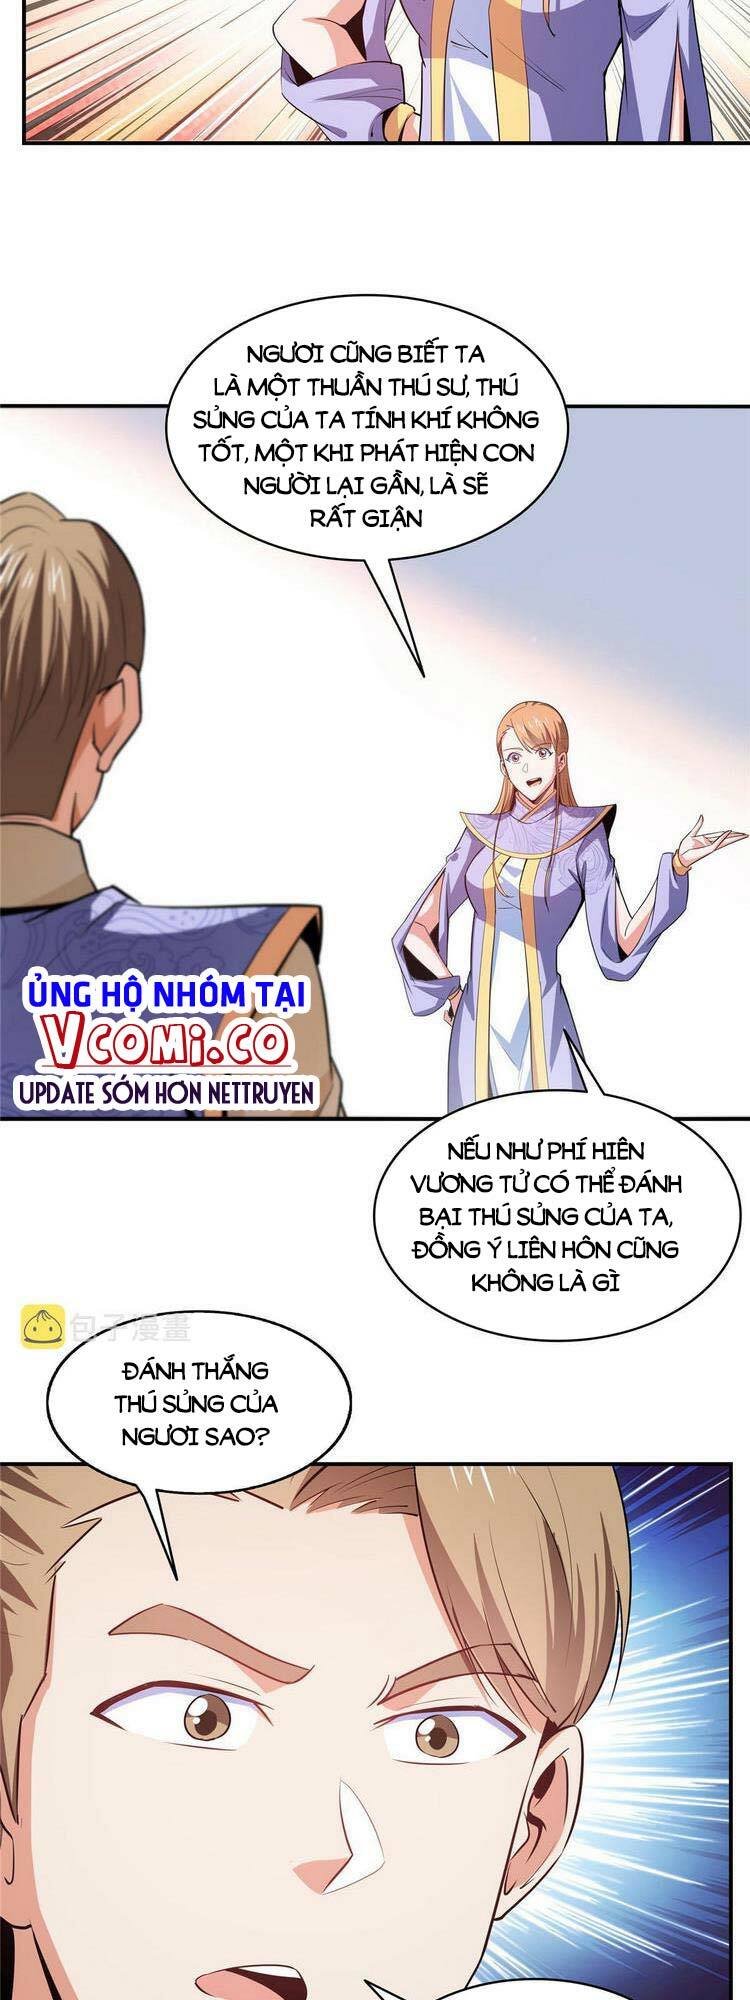 NGƯƠI CŨNG BIẾT TA
LÀ MỘT THUẦN THÚ SƯ, THÚ
SỦNG CỦA TA TÍNH KHÍ KHÔNG
TỐT, MỘT KHI PHÁT HIỆN CON
NGƯỜI LẠI GẦN, LÀ SẼ
RẤT GIẬN
ỦNG HỘ NHÓM TẠI
VCOMI.CO
UPDATE SỚM HƠN NETTRUYEN
NẾU NHƯ PHÍ HIÊN
VƯƠNG TỬ CÓ THỂ ĐÁNH
BẠI THÚ SỦNG CỦA TA,
ĐỒNG Ý LIÊN HÔN CŨNG
KHÔNG LÀ GÌ
包子漫畫
ĐÁNH THẮNG
THÚ SỦNG CỦA
NGƯƠI SAO?